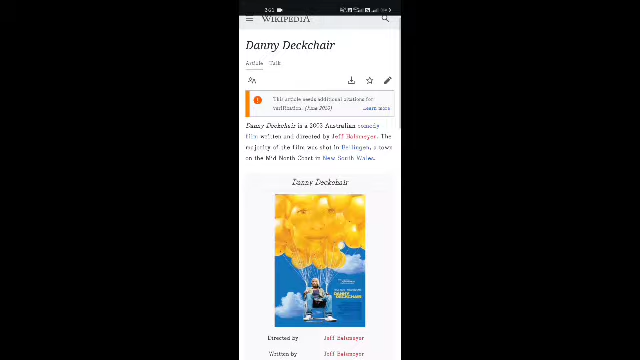 WIKIPEDIA
Danny Deckchair
Article Talk
This article needs additional citations for
verification. (June 2010)
Learn more
Danny Deckchair is a 2003 Australian comedy
film written and directed by Jeff Balsmeyer. The
majority of the film was shot in Bellingen, a town
on the Mid North Coast in New South Wales.
Danny Deckchair
DANNY
DECKCHAIR
Directed by Jeff Balsmeyer
Written by Jeff Balsmeyer